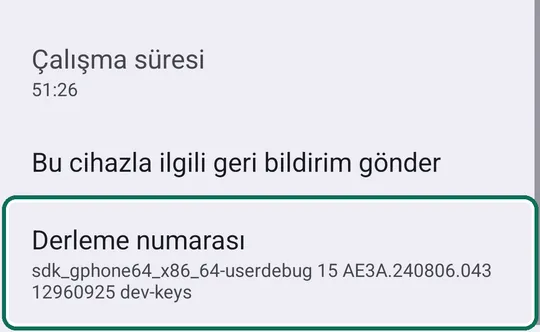 Çalışma süresi
51:26
Bu cihazla ilgili geri bildirim gönder
Derleme numarası
sdk_gphone64_x86_64-userdebug 15 AE3A.240806.043
12960925 dev-keys